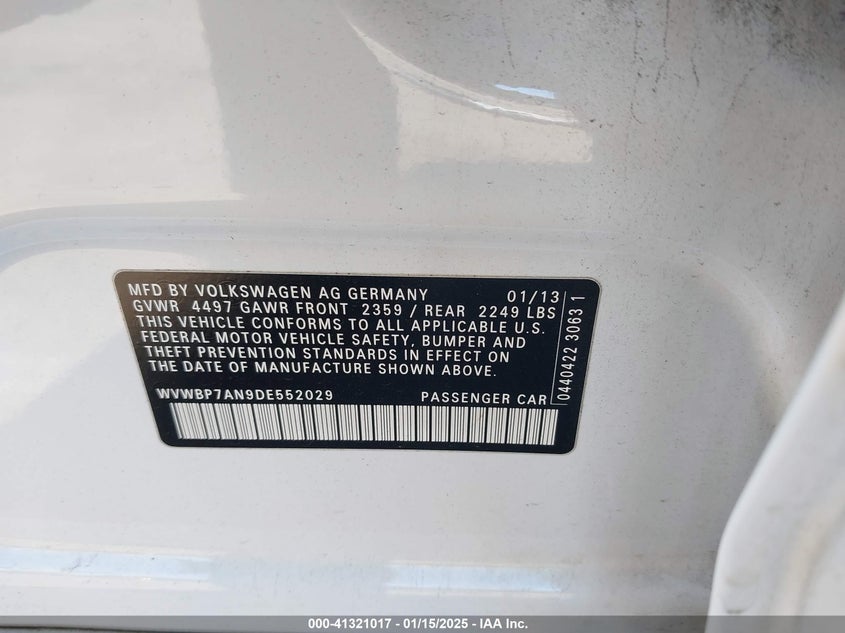 MFD BY VOLKSWAGEN AG GERMANY 01/13
GVWR 4497 GAWR FRONT 2359 / REAR 2249 LBS
THIS VEHICLE CONFORMS TO ALL APPLICABLE U.S.
FEDERAL MOTOR VEHICLE SAFETY, BUMPER AND
THEFT PREVENTION STANDARDS IN EFFECT ON
THE DATE OF MANUFACTURE SHOWN ABOVE.
WVWBP7AN9DE552029 PASSENGER CAR
0440422 30631
000-41321017 - 01/15/2025 - IAA Inc.